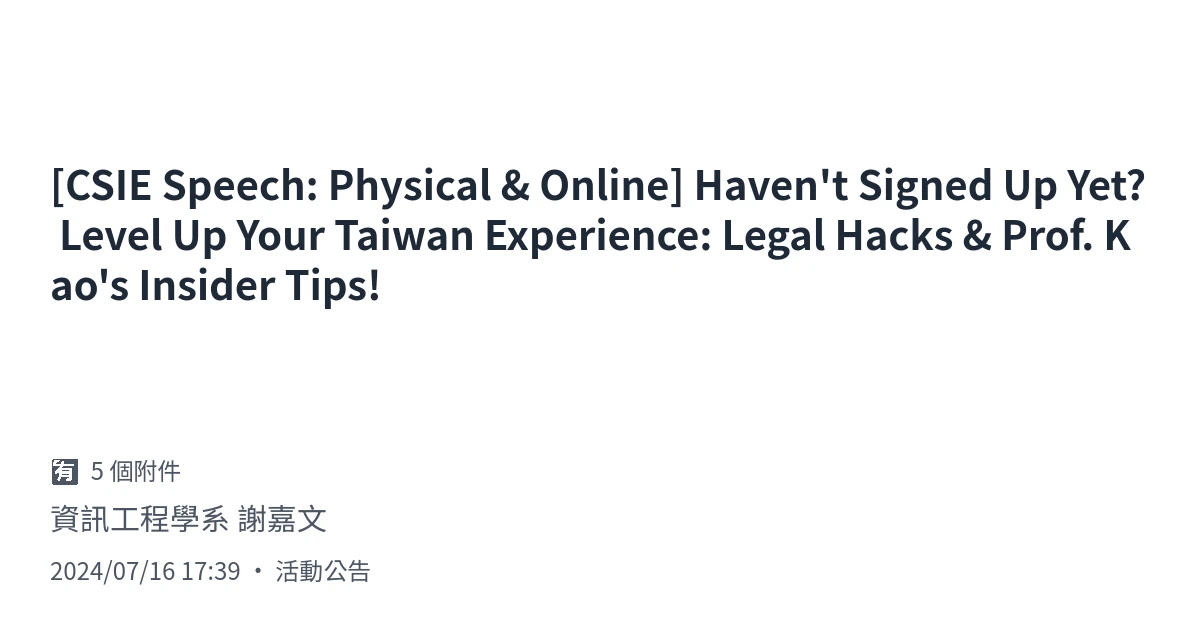 [CSIE Speech: Physical & Online] Haven't Signed Up Yet?
Level Up Your Taiwan Experience: Legal Hacks & Prof. K
ao's Insider Tips!
🈶 5 個附件
資訊工程學系 謝嘉文
2024/07/16 17:39 ・ 活動公告